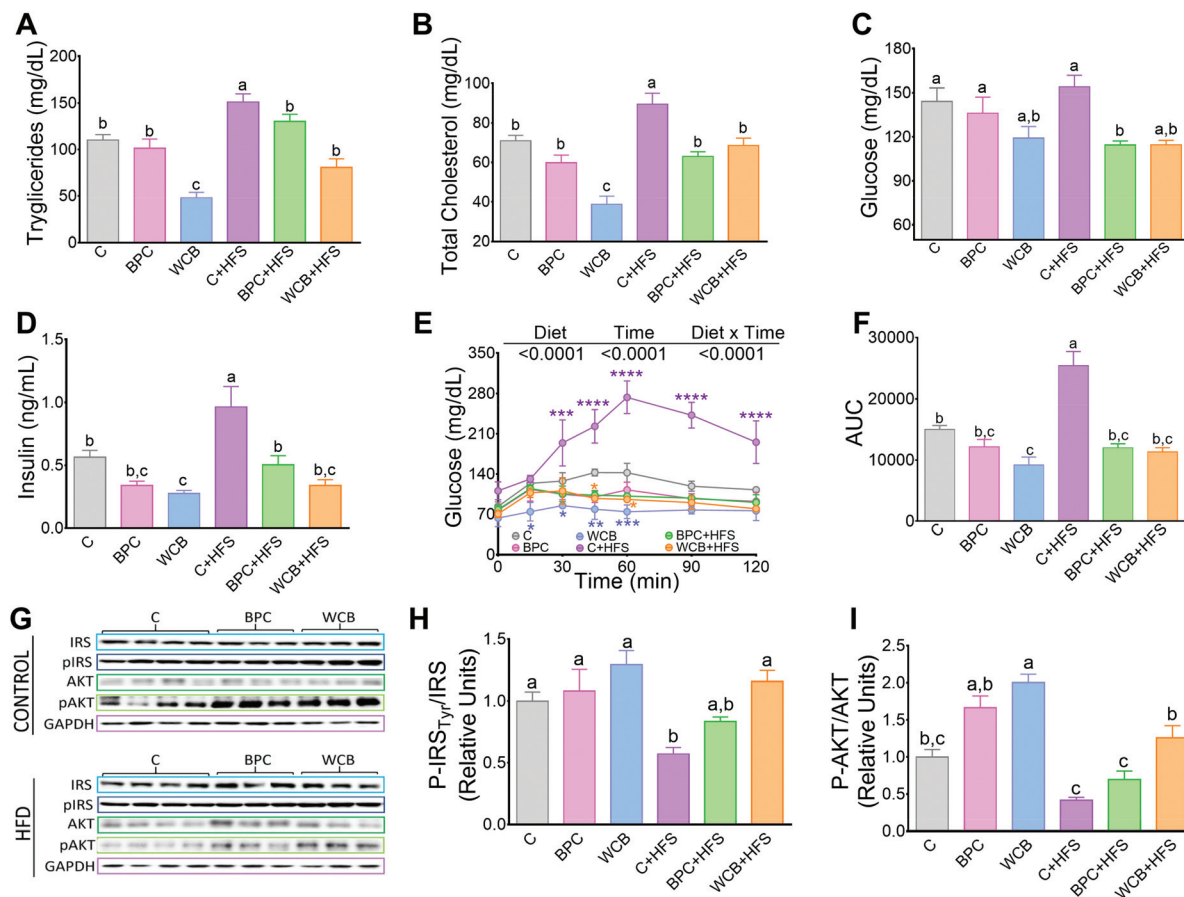 A
Tryglicerides (mg/dL)
200
150
100
50
0
b
b
c
a
b
b
C
BPC
WCB
C+HFS
BPC+HFS
WCB+HFS
B
Total Cholesterol (mg/dL)
100
80
60
40
20
b
b
c
a
b
b
C
BPC
WCB
C+HFS
BPC+HFS
WCB+HFS
C
Glucose (mg/dL)
180
150
120
90
60
a
a
a,b
a
b
a,b
C
BPC
WCB
C+HFS
BPC+HFS
WCB+HFS
D
Insulin (ng/mL)
1.5
1.0
0.5
0.0
b
b,c
c
a
b
b,c
C
BPC
WCB
C+HFS
BPC+HFS
WCB+HFS
E
Diet Time Diet x Time
<0.0001 <0.0001 <0.0001
Glucose (mg/dL)
350
280
210
140
70
0
*** **** **** **** ****
* *
* * ** ***
C WCB BPC+HFS
BPC C+HFS WCB+HFS
0 30 60 90 120
Time (min)
F
AUC
30000
20000
10000
0
b
b,c
c
a
b,c
b,c
C
BPC
WCB
C+HFS
BPC+HFS
WCB+HFS
G
CONTROL
C BPC WCB
IRS
pIRS
AKT
pAKT
GAPDH
HFD
C BPC WCB
IRS
pIRS
AKT
pAKT
GAPDH
H
P-IRSTyr/IRS
(Relative Units)
1.5
1.0
0.5
0.0
a
a
a
b
a,b
a
C
BPC
WCB
C+HFS
BPC+HFS
WCB+HFS
I
P-AKT/AKT
(Relative Units)
2.5
2.0
1.5
1.0
0.5
0.0
b,c
a,b
a
c
c
b
C
BPC
WCB
C+HFS
BPC+HFS
WCB+HFS